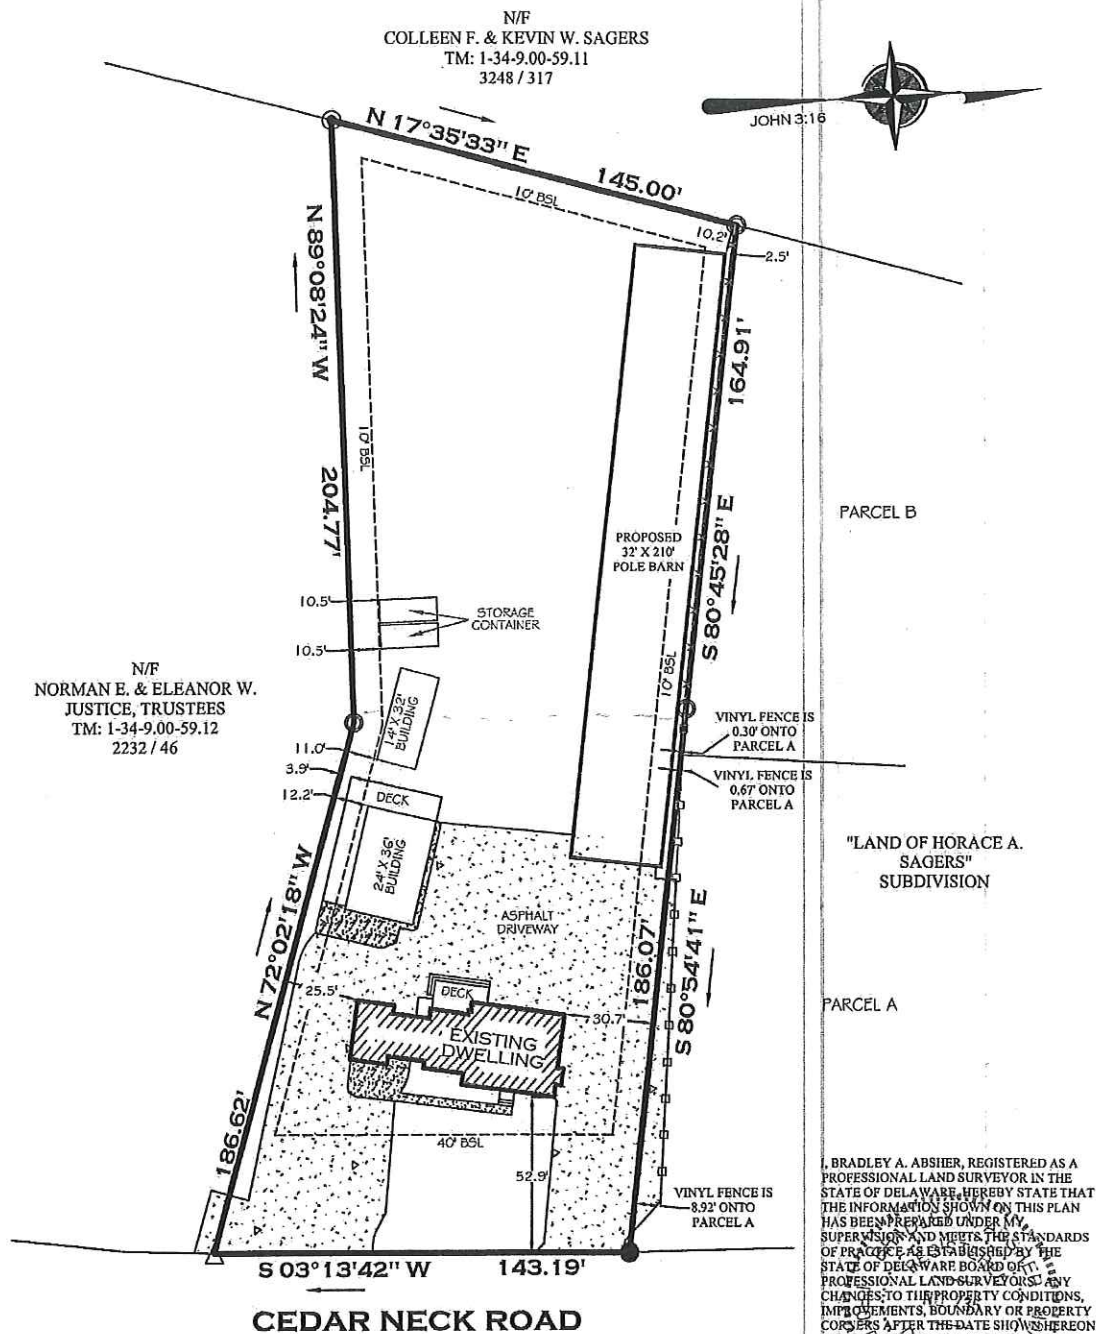 N/F
COLLEEN F. & KEVIN W. SAGERS
TM: 1-34-9.00-59.11
3248 / 317
JOHN 3:16
N 17°35'33" E
145.00'
10' BSL
10.2'
2.5'
N 89°08'24" W
204.77'
10' BSL
164.91'
S 80°45'28" E
PARCEL B
PROPOSED
32' X 210'
POLE BARN
10.5'
10.5'
STORAGE
CONTAINER
10' BSL
N/F
NORMAN E. & ELEANOR W.
JUSTICE, TRUSTEES
TM: 1-34-9.00-59.12
2232 / 46
14' X 32'
BUILDING
VINYL FENCE IS
0.30' ONTO
PARCEL A
11.0'
3.9'
12.2'
DECK
VINYL FENCE IS
0.67' ONTO
PARCEL A
24' X 36'
BUILDING
"LAND OF HORACE A.
SAGERS"
SUBDIVISION
N 72°02'18" W
186.62'
ASPHALT
DRIVEWAY
186.07'
S 80°54'41" E
25.5'
DECK
30.7'
PARCEL A
EXISTING
DWELLING
40' BSL
52.9'
VINYL FENCE IS
8.92' ONTO
PARCEL A
S 03°13'42" W
143.19'
CEDAR NECK ROAD
I, BRADLEY A. ABSHER, REGISTERED AS A
PROFESSIONAL LAND SURVEYOR IN THE
STATE OF DELAWARE, HEREBY STATE THAT
THE INFORMATION SHOWN ON THIS PLAN
HAS BEEN PREPARED UNDER MY
SUPERVISION AND MEETS THE STANDARDS
OF PRACTICE AS ESTABLISHED BY THE
STATE OF DELAWARE BOARD OF
PROFESSIONAL LAND SURVEYORS. ANY
CHANGES TO THE PROPERTY CONDITIONS,
IMPROVEMENTS, BOUNDARY OR PROPERTY
CORNERS AFTER THE DATE SHOWN HEREON